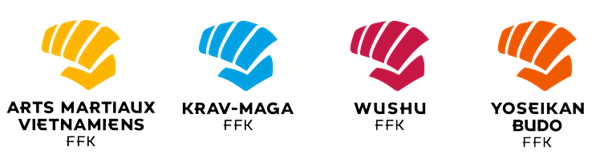 ARTS MARTIAUX
VIETNAMIENS
FFK
KRAV-MAGA
FFK
WUSHU
FFK
YOSEIKAN
BUDO
FFK